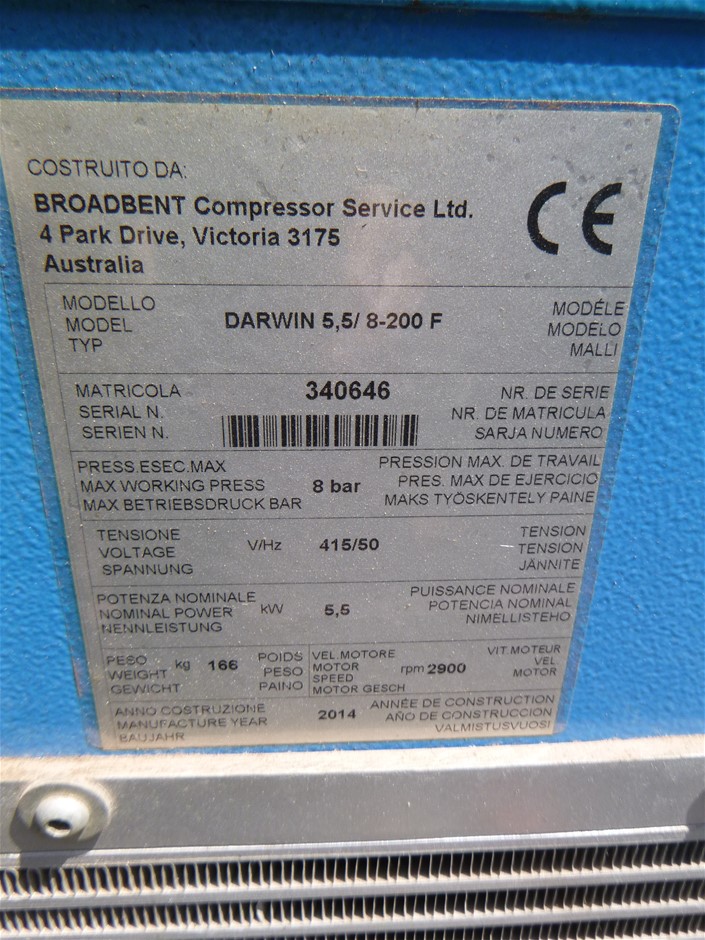 COSTRUITO DA:
BROADBENT Compressor Service Ltd.
4 Park Drive, Victoria 3175
Australia
CE
MODELLO
MODEL
TYP
DARWIN 5,5/ 8-200 F
MODÉLE
MODELO
MALLI
MATRICOLA
SERIAL N.
SERIEN N.
340646
NR. DE SERIE
NR. DE MATRICULA
SARJA NUMERO
PRESS.ESEC.MAX
MAX WORKING PRESS
MAX BETRIEBSDRUCK BAR
8 bar
PRESSION MAX. DE TRAVAIL
PRES. MAX DE EJERCICIO
MAKS TYÖSKENTELY PAINE
TENSIONE
VOLTAGE
SPANNUNG
V/Hz
415/50
TENSION
TENSION
JÄNNITE
POTENZA NOMINALE
NOMINAL POWER
NENNLEISTUNG
kW
5,5
PUISSANCE NOMINALE
POTENCIA NOMINAL
NIMELLISTEHO
PESO
WEIGHT
GEWICHT
kg
166
POIDS
PESO
PAINO
VEL.MOTORE
MOTOR
SPEED
MOTOR GESCH
rpm
2900
VIT.MOTEUR
VEL.
MOTOR
ANNO COSTRUZIONE
MANUFACTURE YEAR
BAUJAHR
2014
ANNÉE DE CONSTRUCTION
AÑO DE CONSTRUCCION
VALMISTUSVUOSI